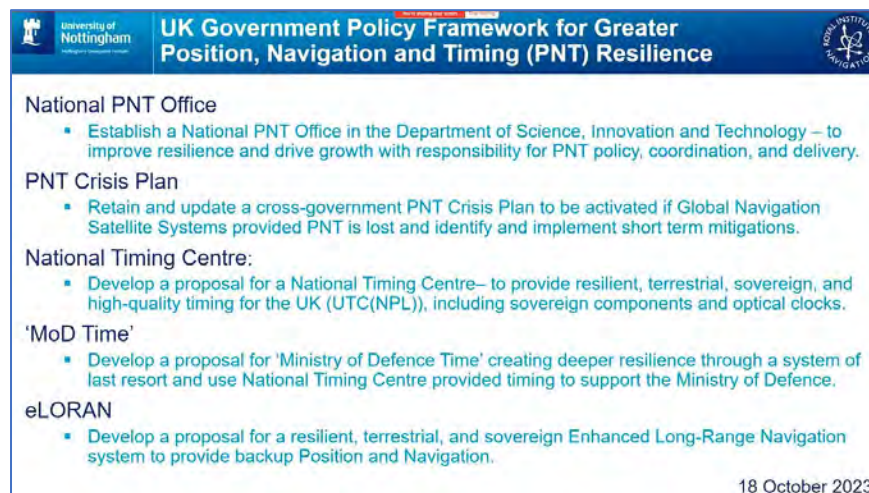 University of
Nottingham
UK Government Policy Framework for Greater
Position, Navigation and Timing (PNT) Resilience
ROYAL INSTITUTE
NAVIGATION
National PNT Office
▪ Establish a National PNT Office in the Department of Science, Innovation and Technology – to
improve resilience and drive growth with responsibility for PNT policy, coordination, and delivery.
PNT Crisis Plan
▪ Retain and update a cross-government PNT Crisis Plan to be activated if Global Navigation
Satellite Systems provided PNT is lost and identify and implement short term mitigations.
National Timing Centre:
▪ Develop a proposal for a National Timing Centre– to provide resilient, terrestrial, sovereign, and
high-quality timing for the UK (UTC(NPL)), including sovereign components and optical clocks.
‘MoD Time’
▪ Develop a proposal for ‘Ministry of Defence Time’ creating deeper resilience through a system of
last resort and use National Timing Centre provided timing to support the Ministry of Defence.
eLORAN
▪ Develop a proposal for a resilient, terrestrial, and sovereign Enhanced Long-Range Navigation
system to provide backup Position and Navigation.
18 October 2023